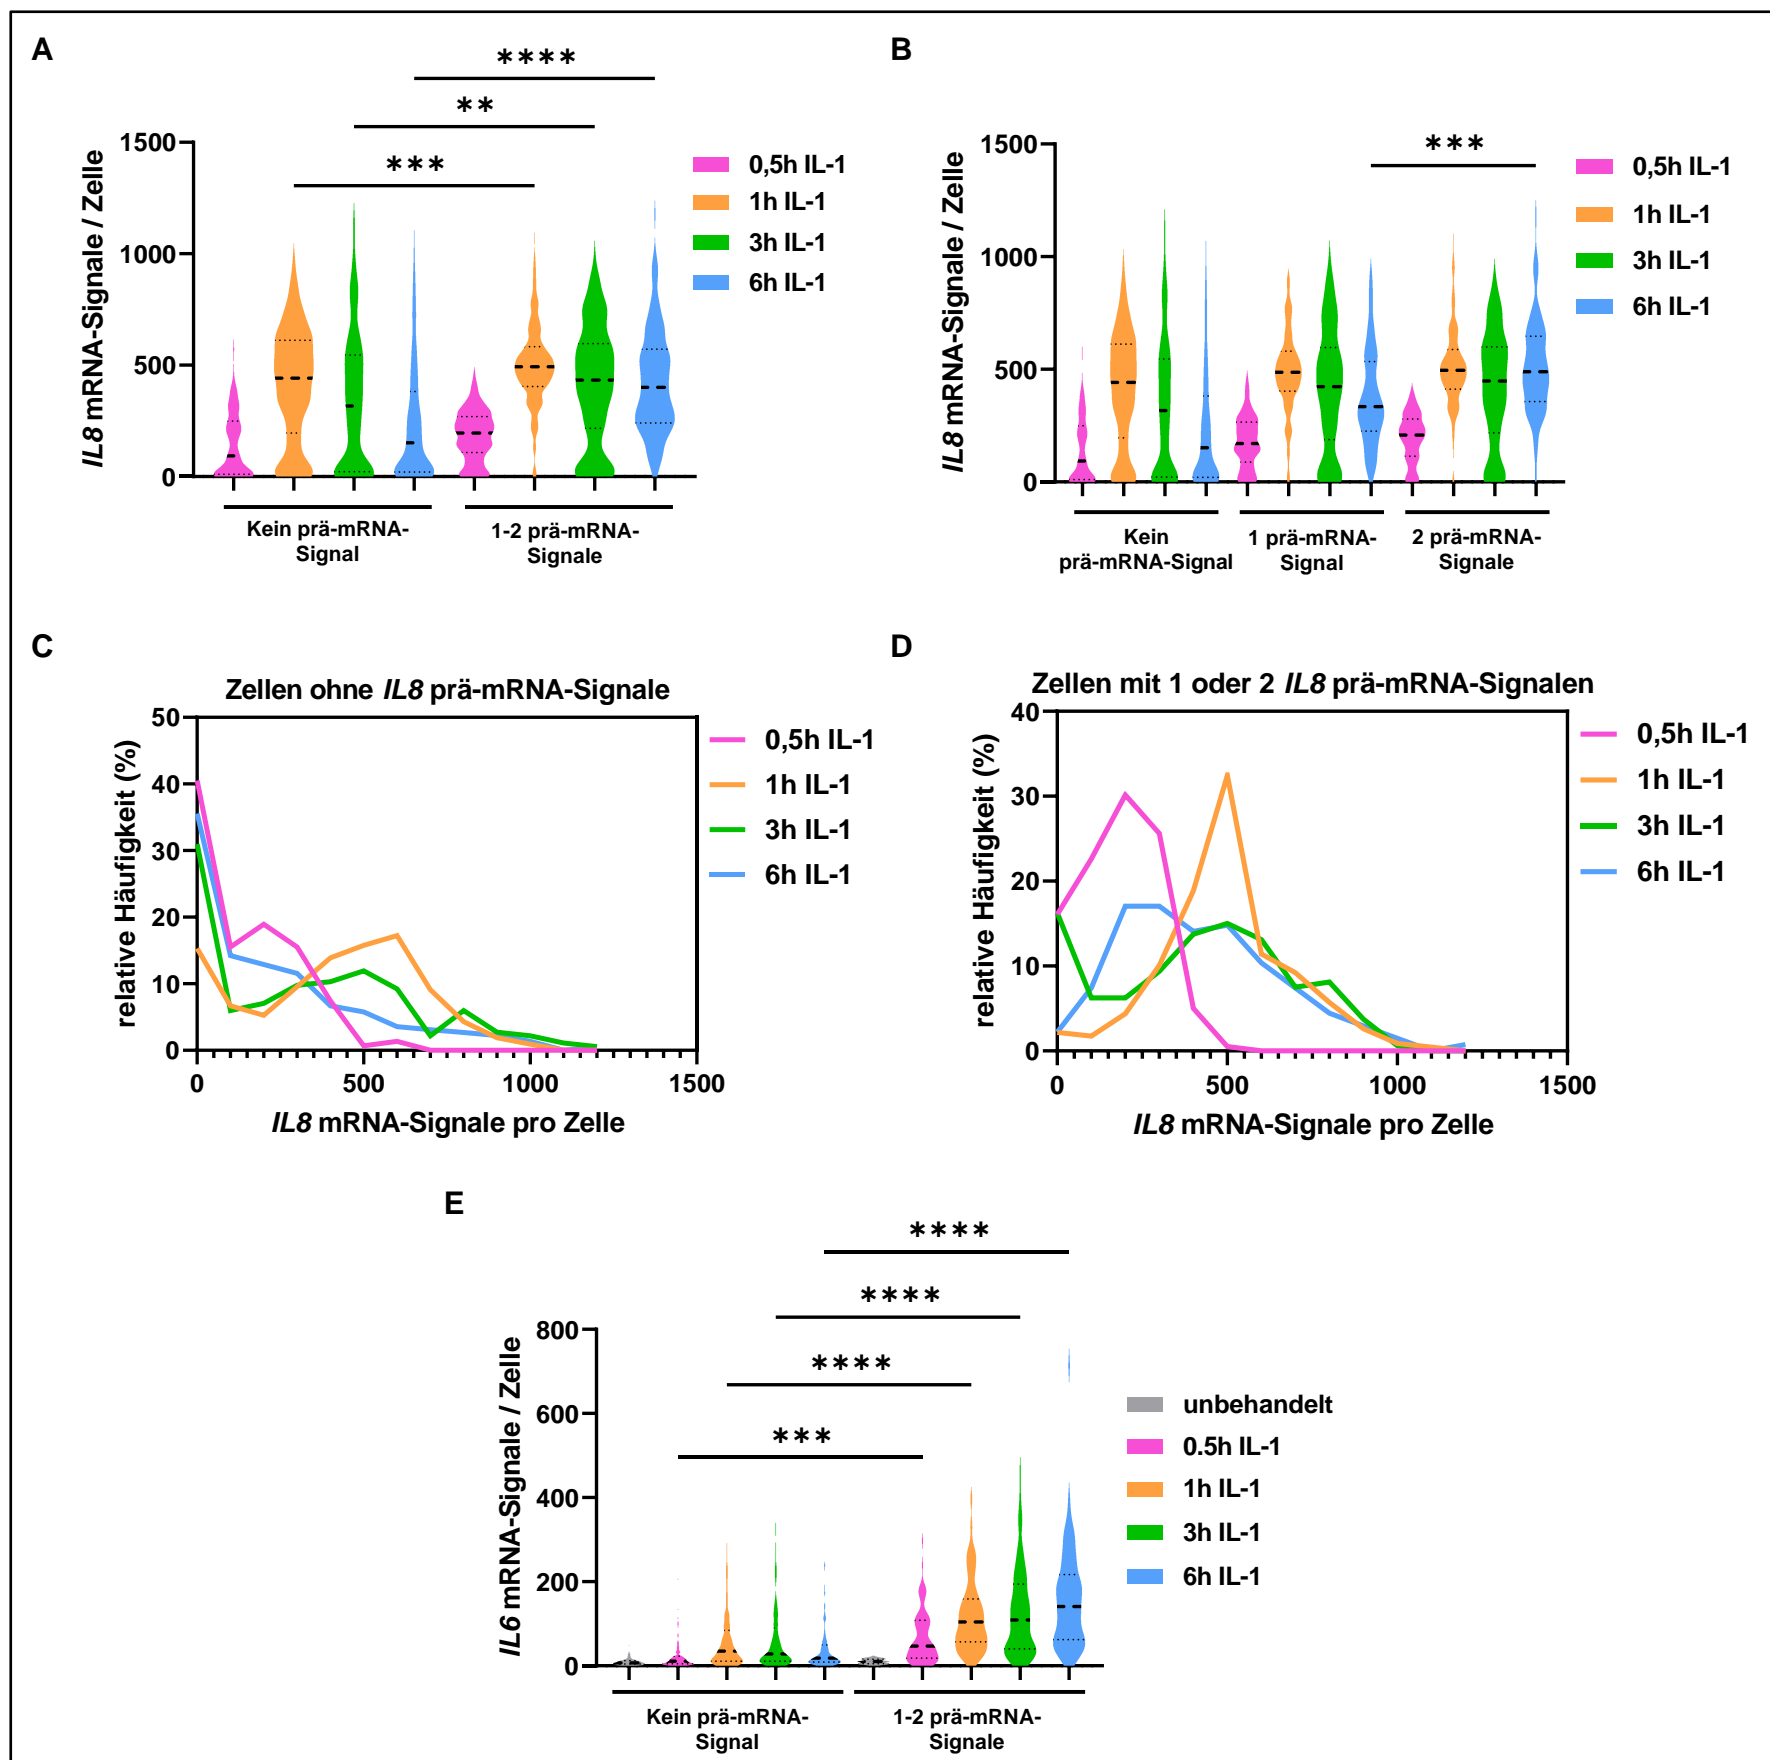 A
****
**
***
1500
1000
500
0
IL8 mRNA-Signale / Zelle
0,5h IL-1
1h IL-1
3h IL-1
6h IL-1
Kein prä-mRNA-
Signal
1-2 prä-mRNA-
Signale
B
***
1500
1000
500
0
IL8 mRNA-Signale / Zelle
0,5h IL-1
1h IL-1
3h IL-1
6h IL-1
Kein
prä-mRNA-Signal
1 prä-mRNA-
Signal
2 prä-mRNA-
Signale
C
Zellen ohne IL8 prä-mRNA-Signale
50
40
30
20
10
0
relative Häufigkeit (%)
0 500 1000 1500
IL8 mRNA-Signale pro Zelle
0,5h IL-1
1h IL-1
3h IL-1
6h IL-1
D
Zellen mit 1 oder 2 IL8 prä-mRNA-Signalen
40
30
20
10
0
relative Häufigkeit (%)
0 500 1000 1500
IL8 mRNA-Signale pro Zelle
0,5h IL-1
1h IL-1
3h IL-1
6h IL-1
E
****
****
****
***
800
600
400
200
0
IL6 mRNA-Signale / Zelle
unbehandelt
0.5h IL-1
1h IL-1
3h IL-1
6h IL-1
Kein prä-mRNA-
Signal
1-2 prä-mRNA-
Signale